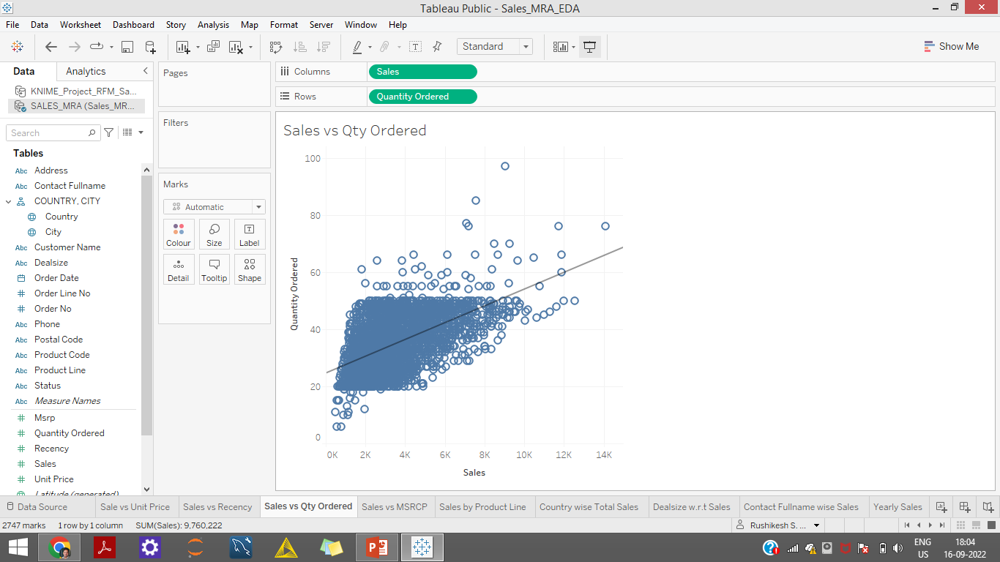 Tableau Public - Sales_MRA_EDA
File Data Worksheet Dashboard Story Analysis Map Format Server Window Help
Standard
Show Me
Data Analytics
KNIME_Project_RFM_Sa...
SALES_MRA (Sales_MR...
Search
Tables
Abc Address
Abc Contact Fullname
COUNTRY, CITY
Country
City
Abc Customer Name
Abc Dealsize
Order Date
Order Line No
Order No
Abc Phone
Abc Postal Code
Abc Product Code
Abc Product Line
Abc Status
Abc Measure Names
Msrp
Quantity Ordered
Recency
Sales
Unit Price
Latitude (generated)
Pages
Filters
Marks
Automatic
Colour Size Label
Detail Tooltip Shape
Columns Sales
Rows Quantity Ordered
Sales vs Qty Ordered
100
80
60
40
20
0
Quantity Ordered
0K 2K 4K 6K 8K 10K 12K 14K
Sales
Data Source Sale vs Unit Price Sales vs Recency Sales vs Qty Ordered Sales vs MSRCP Sales by Product Line Country wise Total Sales Dealsize w.r.t Sales Contact Fullname wise Sales Yearly Sales
2747 marks 1 row by 1 column SUM(Sales): 9,760,222 Rushikesh S. ...
ENG 18:04
US 16-09-2022